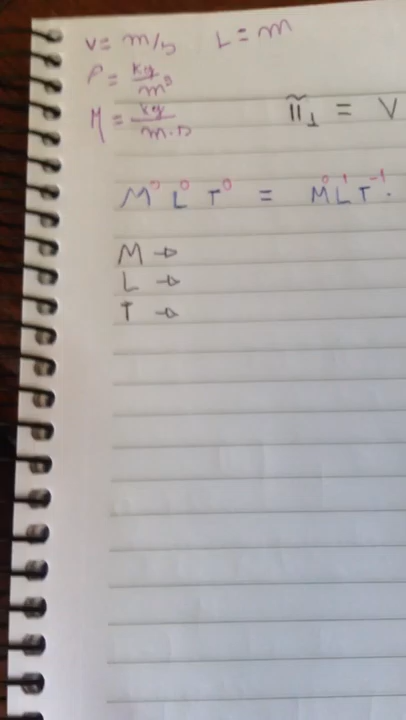 V = m/s L = m
ρ = kg/m³
μ = kg/m.s
π₁ = V
M⁰ L⁰ T⁰ = M⁰ L¹ T⁻¹ .
M →
L →
T →